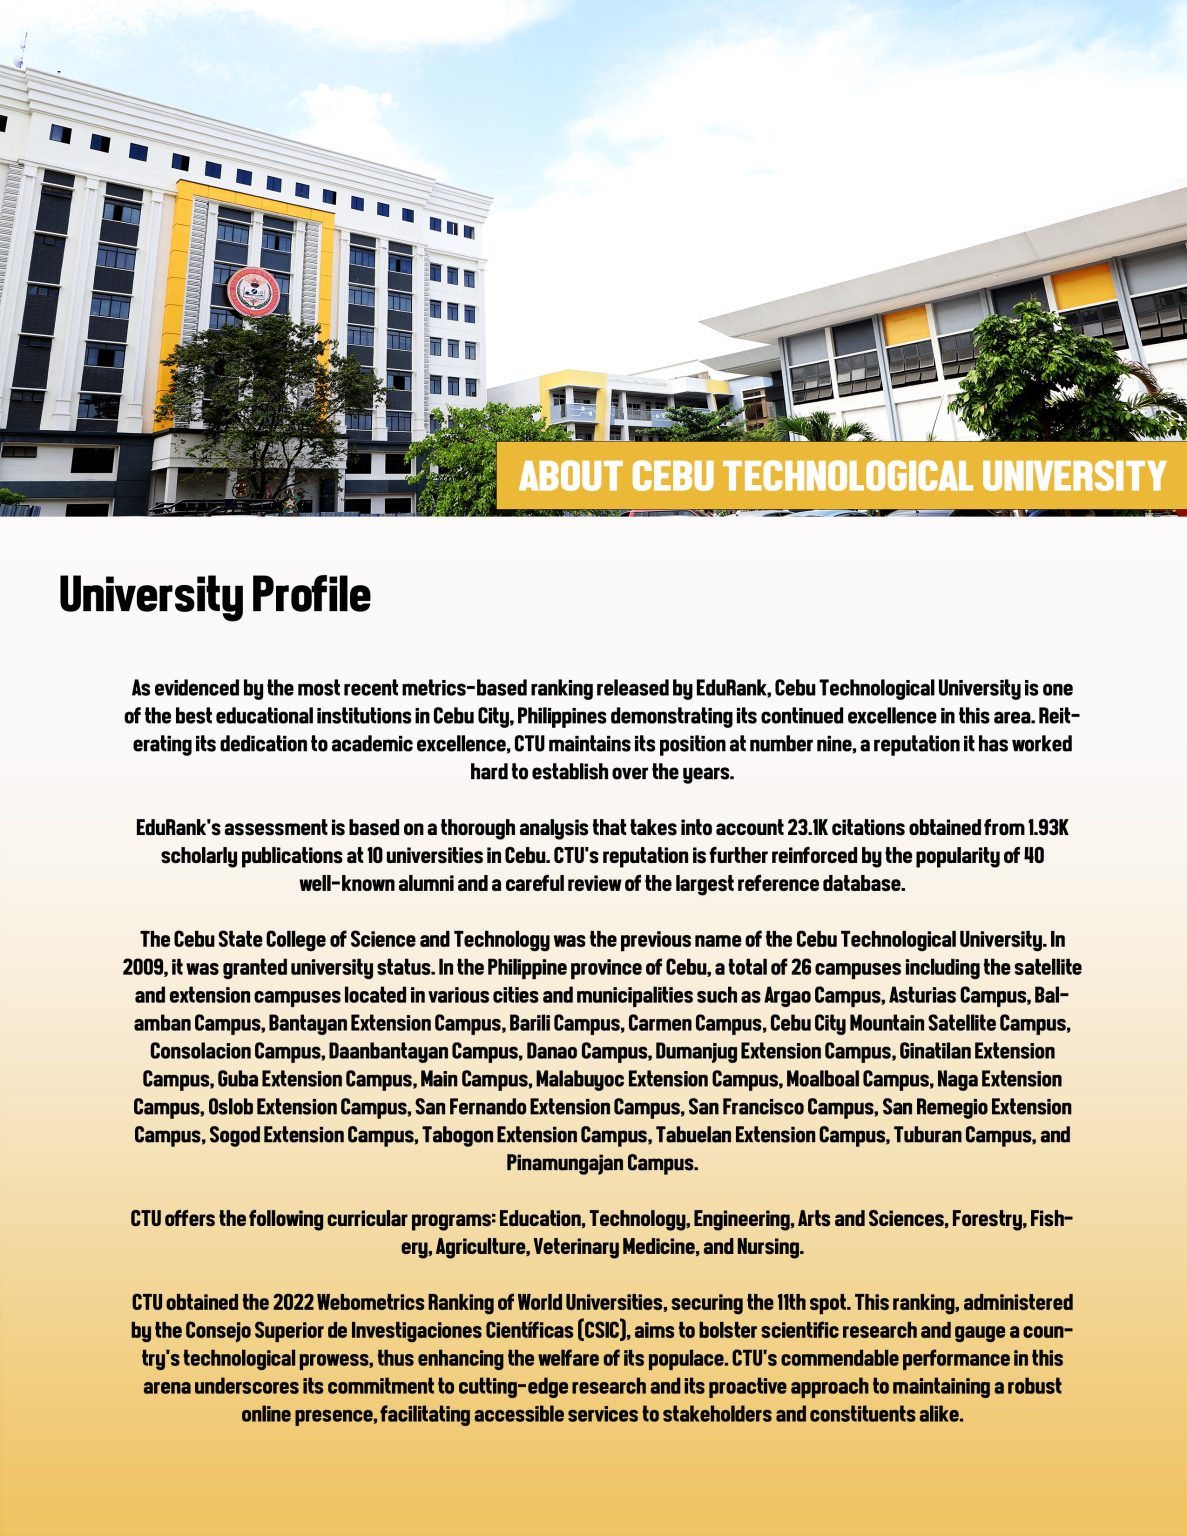 ABOUT CEBU TECHNOLOGICAL UNIVERSITY
University Profile
As evidenced by the most recent metrics-based ranking released by EduRank, Cebu Technological University is one
of the best educational institutions in Cebu City, Philippines demonstrating its continued excellence in this area. Reit-
erating its dedication to academic excellence, CTU maintains its position at number nine, a reputation it has worked
hard to establish over the years.
EduRank's assessment is based on a thorough analysis that takes into account 23.1K citations obtained from 1.93K
scholarly publications at 10 universities in Cebu. CTU's reputation is further reinforced by the popularity of 40
well-known alumni and a careful review of the largest reference database.
The Cebu State College of Science and Technology was the previous name of the Cebu Technological University. In
2009, it was granted university status. In the Philippine province of Cebu, a total of 26 campuses including the satellite
and extension campuses located in various cities and municipalities such as Argao Campus, Asturias Campus, Bal-
amban Campus, Bantayan Extension Campus, Barili Campus, Carmen Campus, Cebu City Mountain Satellite Campus,
Consolacion Campus, Daanbantayan Campus, Danao Campus, Dumanjug Extension Campus, Ginatilan Extension
Campus, Guba Extension Campus, Main Campus, Malabuyoc Extension Campus, Moalboal Campus, Naga Extension
Campus, Oslob Extension Campus, San Fernando Extension Campus, San Francisco Campus, San Remegio Extension
Campus, Sogod Extension Campus, Tabogon Extension Campus, Tabuelan Extension Campus, Tuburan Campus, and
Pinamungajan Campus.
CTU offers the following curricular programs: Education, Technology, Engineering, Arts and Sciences, Forestry, Fish-
ery, Agriculture, Veterinary Medicine, and Nursing.
CTU obtained the 2022 Webometrics Ranking of World Universities, securing the 11th spot. This ranking, administered
by the Consejo Superior de Investigaciones Científicas (CSIC), aims to bolster scientific research and gauge a coun-
try's technological prowess, thus enhancing the welfare of its populace. CTU's commendable performance in this
arena underscores its commitment to cutting-edge research and its proactive approach to maintaining a robust
online presence, facilitating accessible services to stakeholders and constituents alike.